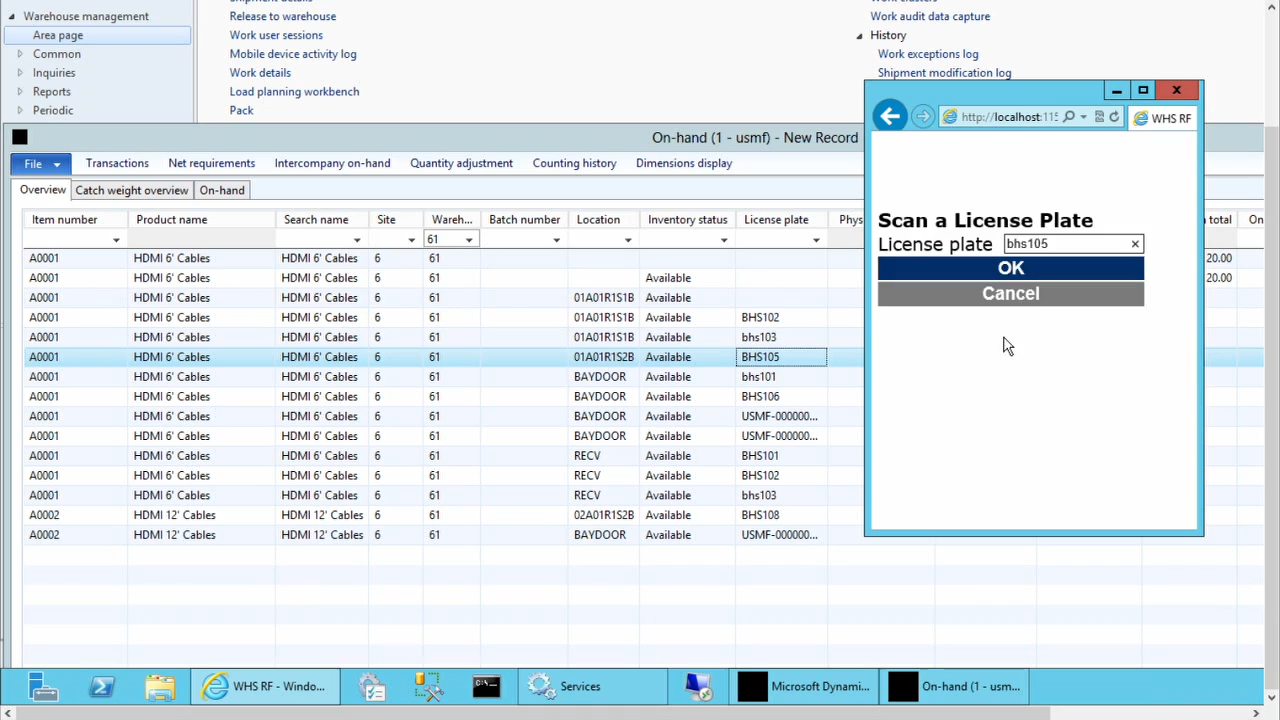 Shipment details
Work clusters
Warehouse management
Release to warehouse
Work audit data capture
Area page
Work user sessions
History
Common
Mobile device activity log
Work exceptions log
Inquiries
Work details
Shipment modification log
Reports
Load planning workbench
Periodic
Pack
http://localhost:115
WHS RF
On-hand (1 - usmf) - New Record
File Transactions Net requirements Intercompany on-hand Quantity adjustment Counting history Dimensions display
Overview Catch weight overview On-hand
Item number Product name Search name Site Wareh... Batch number Location Inventory status License plate Phys total On
61
A0001 HDMI 6' Cables HDMI 6' Cables 6 61 20.00
A0001 HDMI 6' Cables HDMI 6' Cables 6 61 Available 20.00
A0001 HDMI 6' Cables HDMI 6' Cables 6 61 01A01R1S1B Available
A0001 HDMI 6' Cables HDMI 6' Cables 6 61 01A01R1S1B Available BHS102
A0001 HDMI 6' Cables HDMI 6' Cables 6 61 01A01R1S1B Available bhs103
A0001 HDMI 6' Cables HDMI 6' Cables 6 61 01A01R1S2B Available BHS105
A0001 HDMI 6' Cables HDMI 6' Cables 6 61 BAYDOOR Available bhs101
A0001 HDMI 6' Cables HDMI 6' Cables 6 61 BAYDOOR Available BHS106
A0001 HDMI 6' Cables HDMI 6' Cables 6 61 BAYDOOR Available USMF-000000...
A0001 HDMI 6' Cables HDMI 6' Cables 6 61 BAYDOOR Available USMF-000000...
A0001 HDMI 6' Cables HDMI 6' Cables 6 61 RECV Available BHS101
A0001 HDMI 6' Cables HDMI 6' Cables 6 61 RECV Available BHS102
A0001 HDMI 6' Cables HDMI 6' Cables 6 61 RECV Available bhs103
A0002 HDMI 12' Cables HDMI 12' Cables 6 61 02A01R1S2B Available BHS108
A0002 HDMI 12' Cables HDMI 12' Cables 6 61 BAYDOOR Available USMF-000000...
Scan a License Plate
License plate bhs105
OK
Cancel
WHS RF - Windo...
Services
Microsoft Dynami...
On-hand (1 - usm...